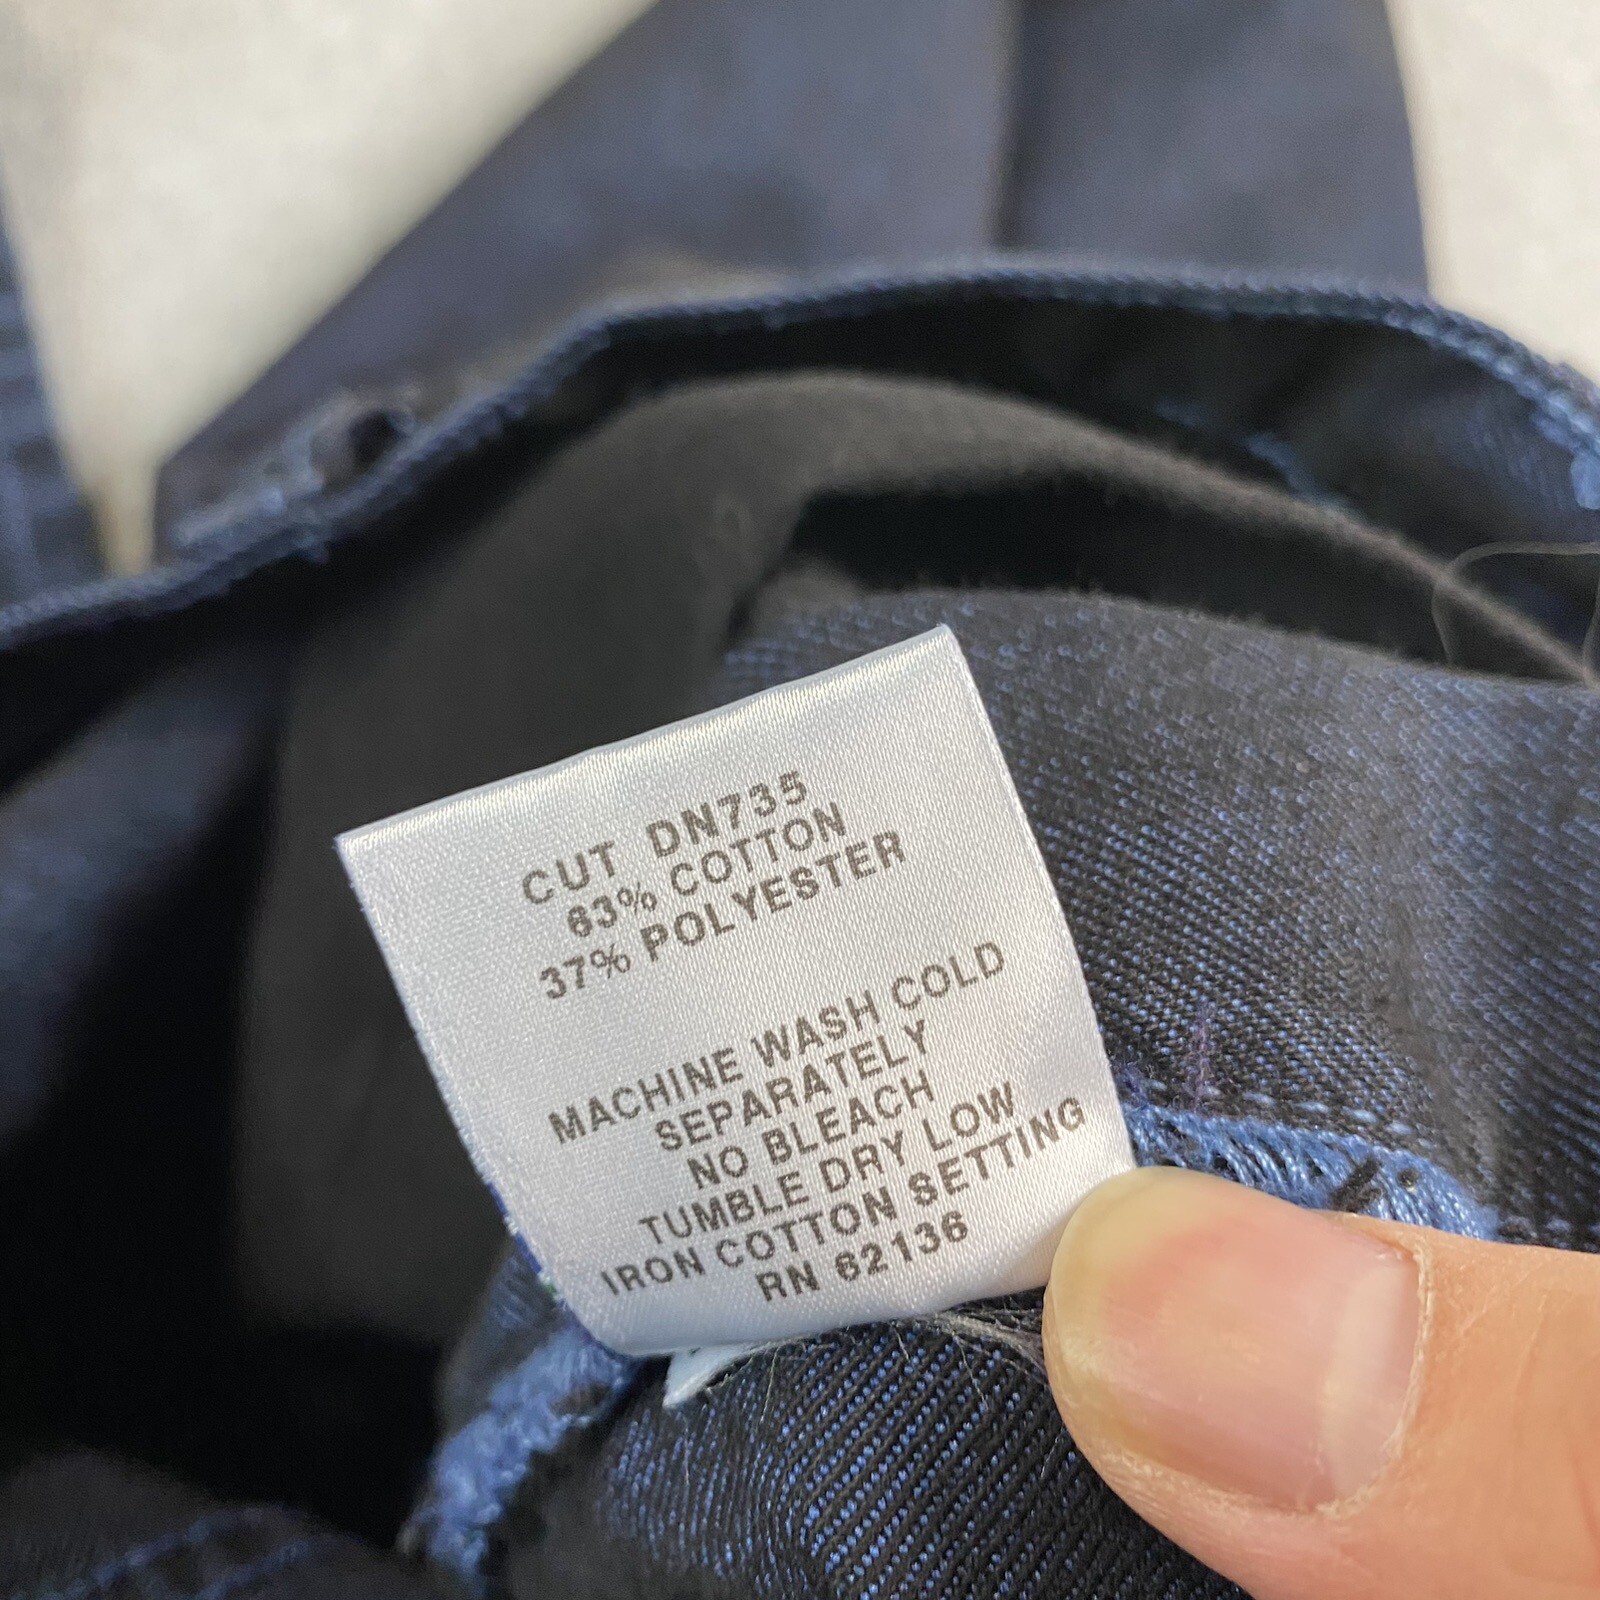 CUT DN735
63% COTTON
37% POLYESTER
MACHINE WASH COLD
SEPARATELY
NO BLEACH
TUMBLE DRY LOW
IRON COTTON SETTING
RN 62136